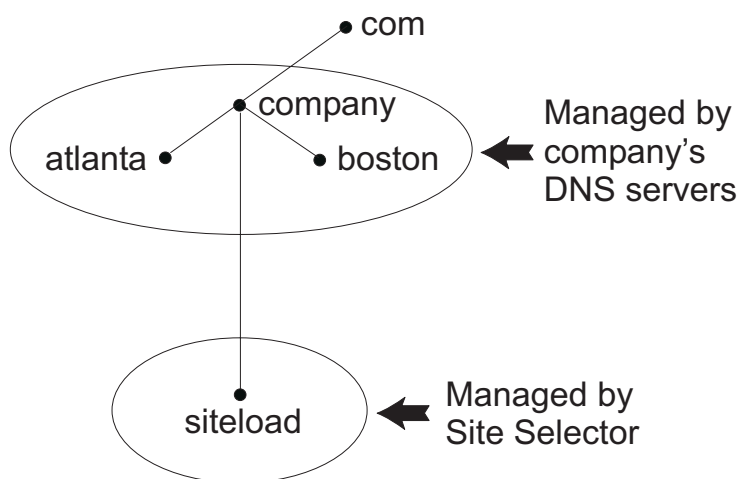 com
company
atlanta
boston
Managed by
company’s
DNS servers
siteload
Managed by
Site Selector